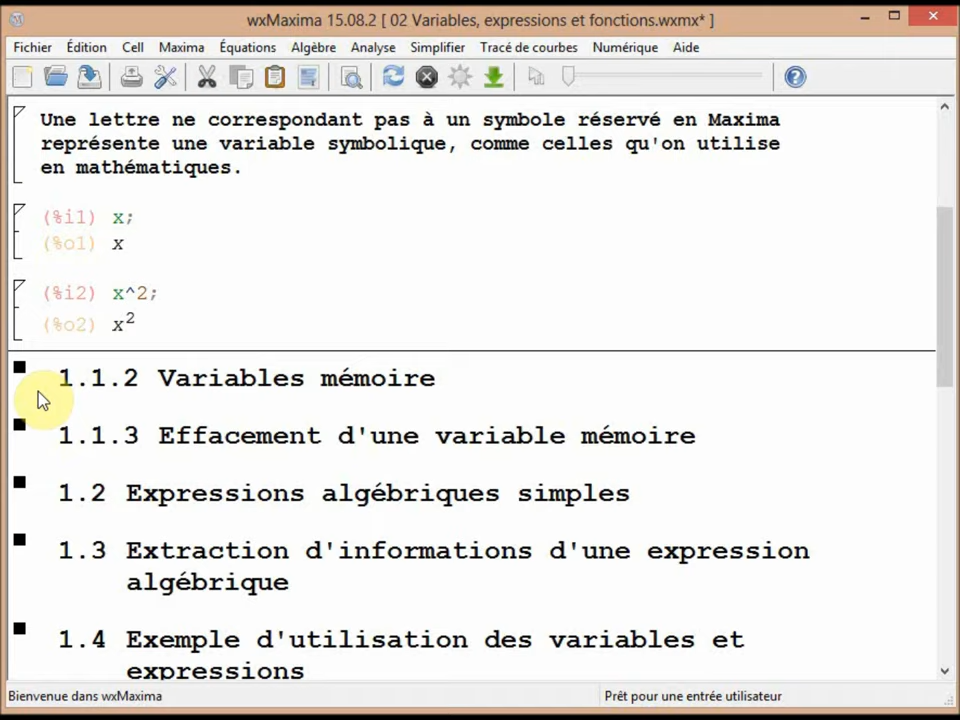 wxMaxima 15.08.2 [ 02 Variables, expressions et fonctions.wxmx* ]
Fichier Édition Cell Maxima Équations Algèbre Analyse Simplifier Tracé de courbes Numérique Aide
Une lettre ne correspondant pas à un symbole réservé en Maxima
représente une variable symbolique, comme celles qu'on utilise
en mathématiques.
(%i1) x;
(%o1) x
(%i2) x^2;
(%o2) x²
1.1.2 Variables mémoire
1.1.3 Effacement d'une variable mémoire
1.2 Expressions algébriques simples
1.3 Extraction d'informations d'une expression
algébrique
1.4 Exemple d'utilisation des variables et
expressions
Bienvenue dans wxMaxima Prêt pour une entrée utilisateur